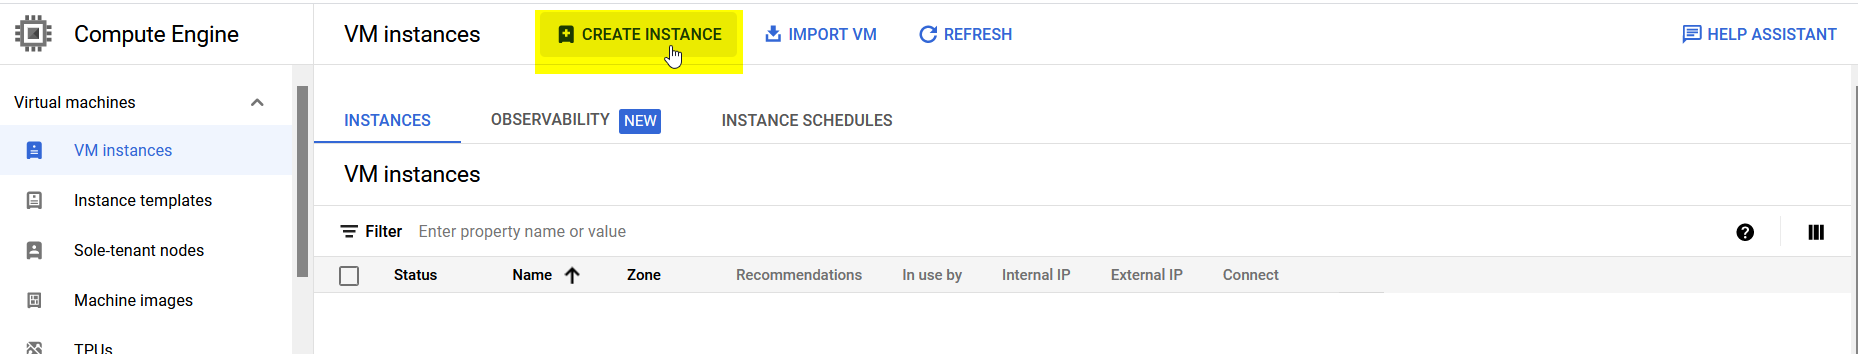 Compute Engine
VM instances
CREATE INSTANCE
IMPORT VM
REFRESH
HELP ASSISTANT
Virtual machines
VM instances
Instance templates
Sole-tenant nodes
Machine images
TPUs
INSTANCES
OBSERVABILITY NEW
INSTANCE SCHEDULES
VM instances
Filter Enter property name or value
Status Name Zone Recommendations In use by Internal IP External IP Connect